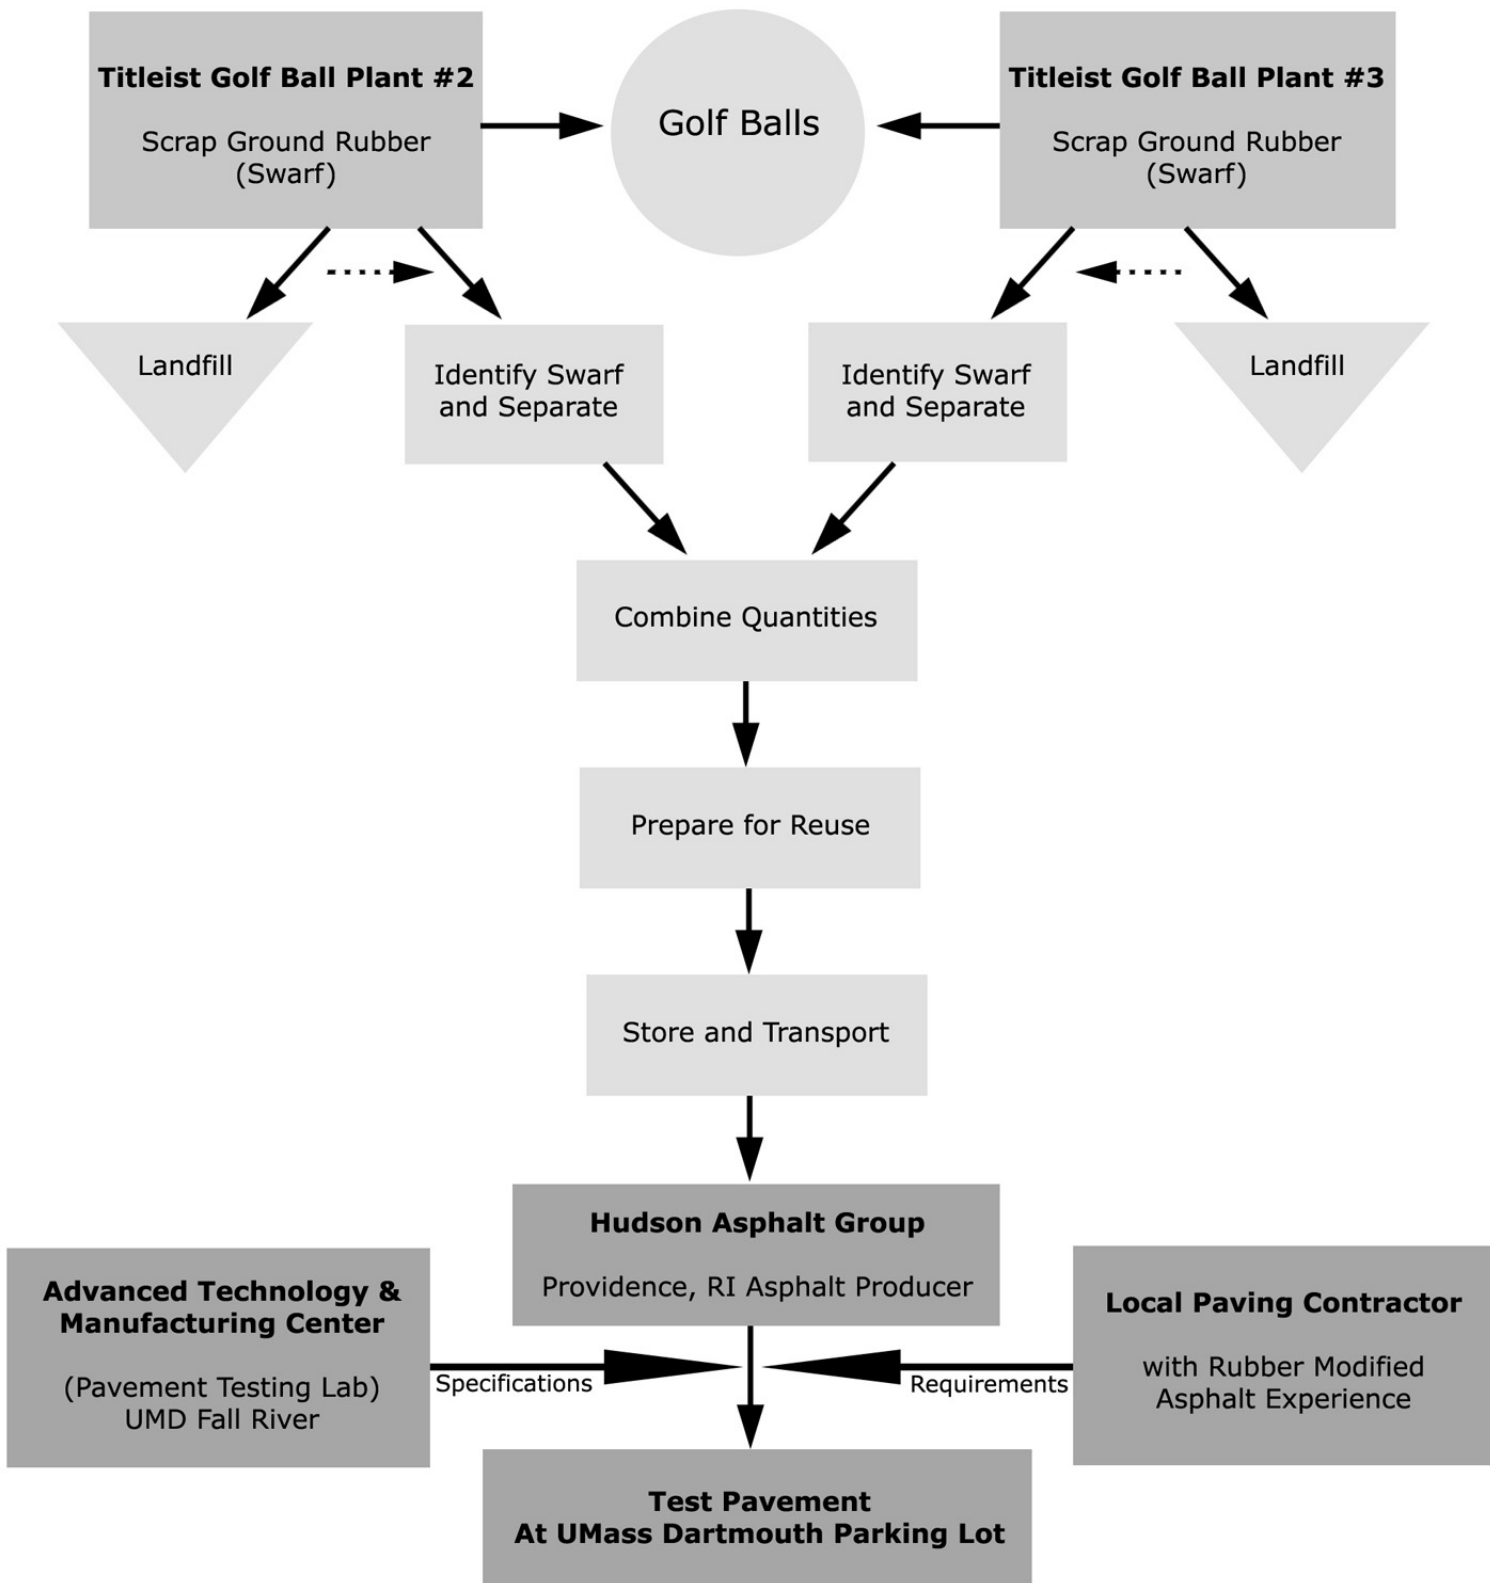 Titleist Golf Ball Plant #2
Scrap Ground Rubber
(Swarf)
Golf Balls
Titleist Golf Ball Plant #3
Scrap Ground Rubber
(Swarf)
Landfill
Identify Swarf
and Separate
Identify Swarf
and Separate
Landfill
Combine Quantities
Prepare for Reuse
Store and Transport
Hudson Asphalt Group
Providence, RI Asphalt Producer
Advanced Technology &
Manufacturing Center
(Pavement Testing Lab)
UMD Fall River
Specifications
Requirements
Local Paving Contractor
with Rubber Modified
Asphalt Experience
Test Pavement
At UMass Dartmouth Parking Lot